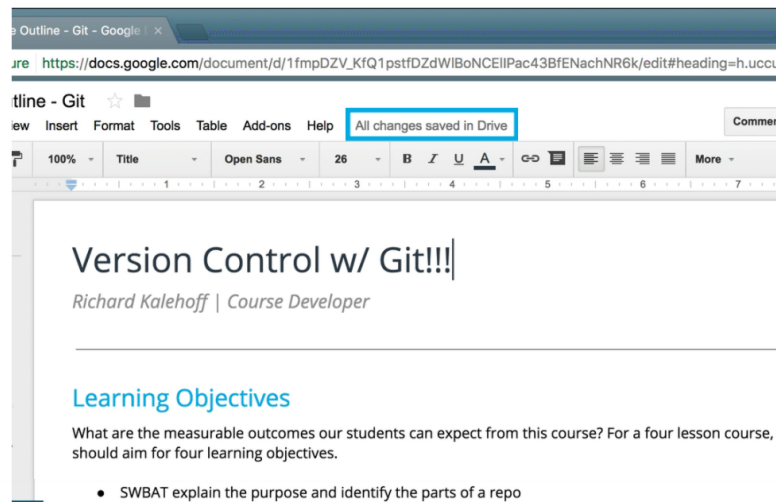 e Outline - Git - Google
ure https://docs.google.com/document/d/1fmpDZV_KfQ1pstfDZdWlBoNCEIlPac43BfENachNR6k/edit#heading=h.uccu
utline - Git
iew Insert Format Tools Table Add-ons Help All changes saved in Drive Commen
100% Title Open Sans 26 B I U A More
1 2 3 4 5 6 7
Version Control w/ Git!!!
Richard Kalehoff | Course Developer
Learning Objectives
What are the measurable outcomes our students can expect from this course? For a four lesson course,
should aim for four learning objectives.
● SWBAT explain the purpose and identify the parts of a repo